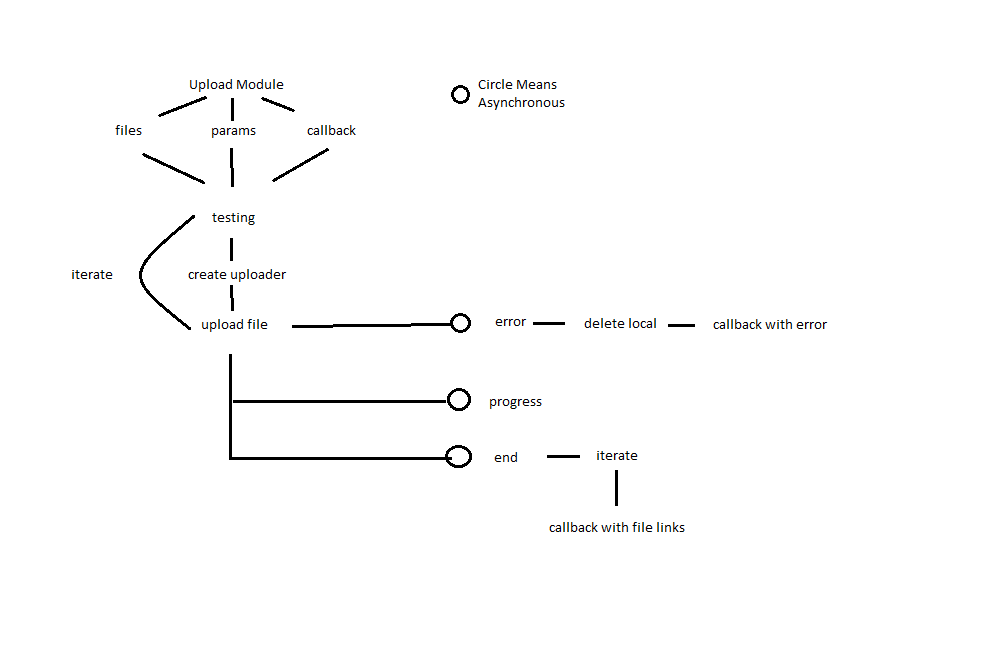 Upload Module
Circle Means
Asynchronous
files
params
callback
testing
iterate
create uploader
upload file
error
delete local
callback with error
progress
end
iterate
callback with file links